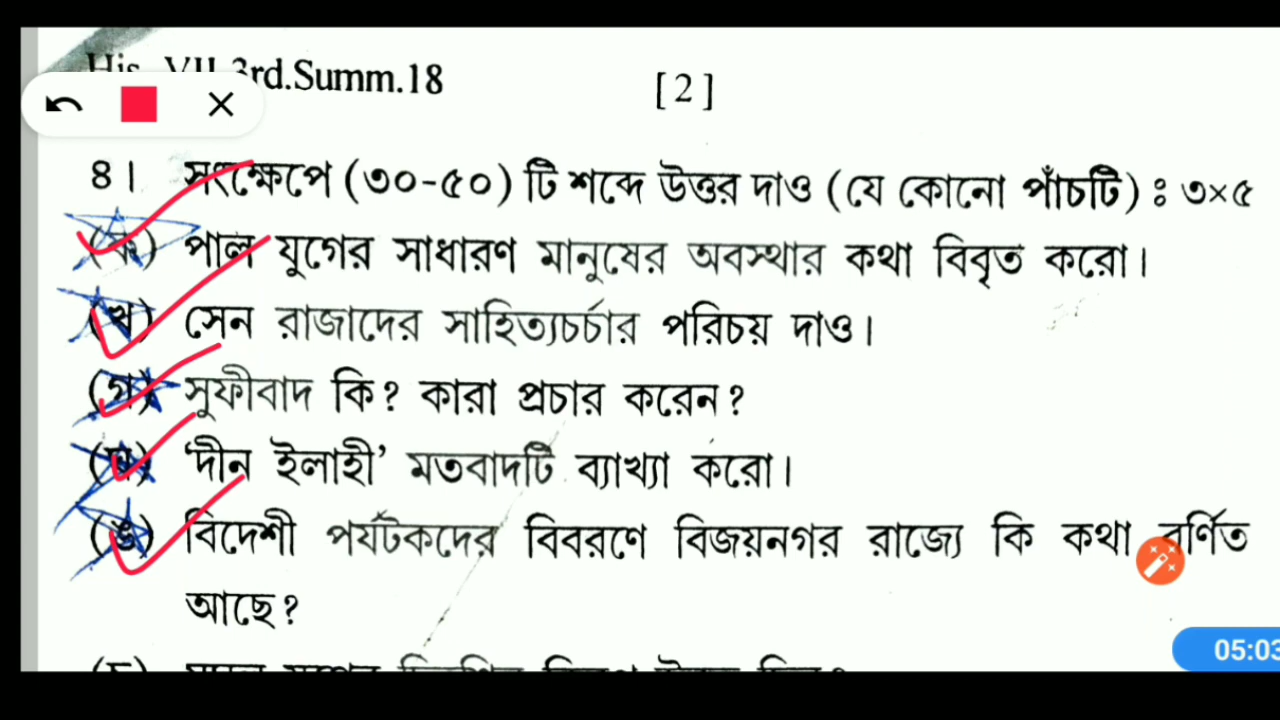 His. VII 3rd.Summ.18 [2]
৪। সংক্ষেপে (৩০-৫০) টি শব্দে উত্তর দাও (যে কোনো পাঁচটি) ঃ ৩×৫
(ক) পাল যুগের সাধারণ মানুষের অবস্থার কথা বিবৃত করো।
(খ) সেন রাজাদের সাহিত্যচর্চার পরিচয় দাও।
(গ) সুফীবাদ কি? কারা প্রচার করেন?
(ঘ) ‘দীন ইলাহী’ মতবাদটি ব্যাখ্যা করো।
(ঙ) বিদেশী পর্যটকদের বিবরণে বিজয়নগর রাজ্যে কি কথা বর্ণিত
আছে?
05:03